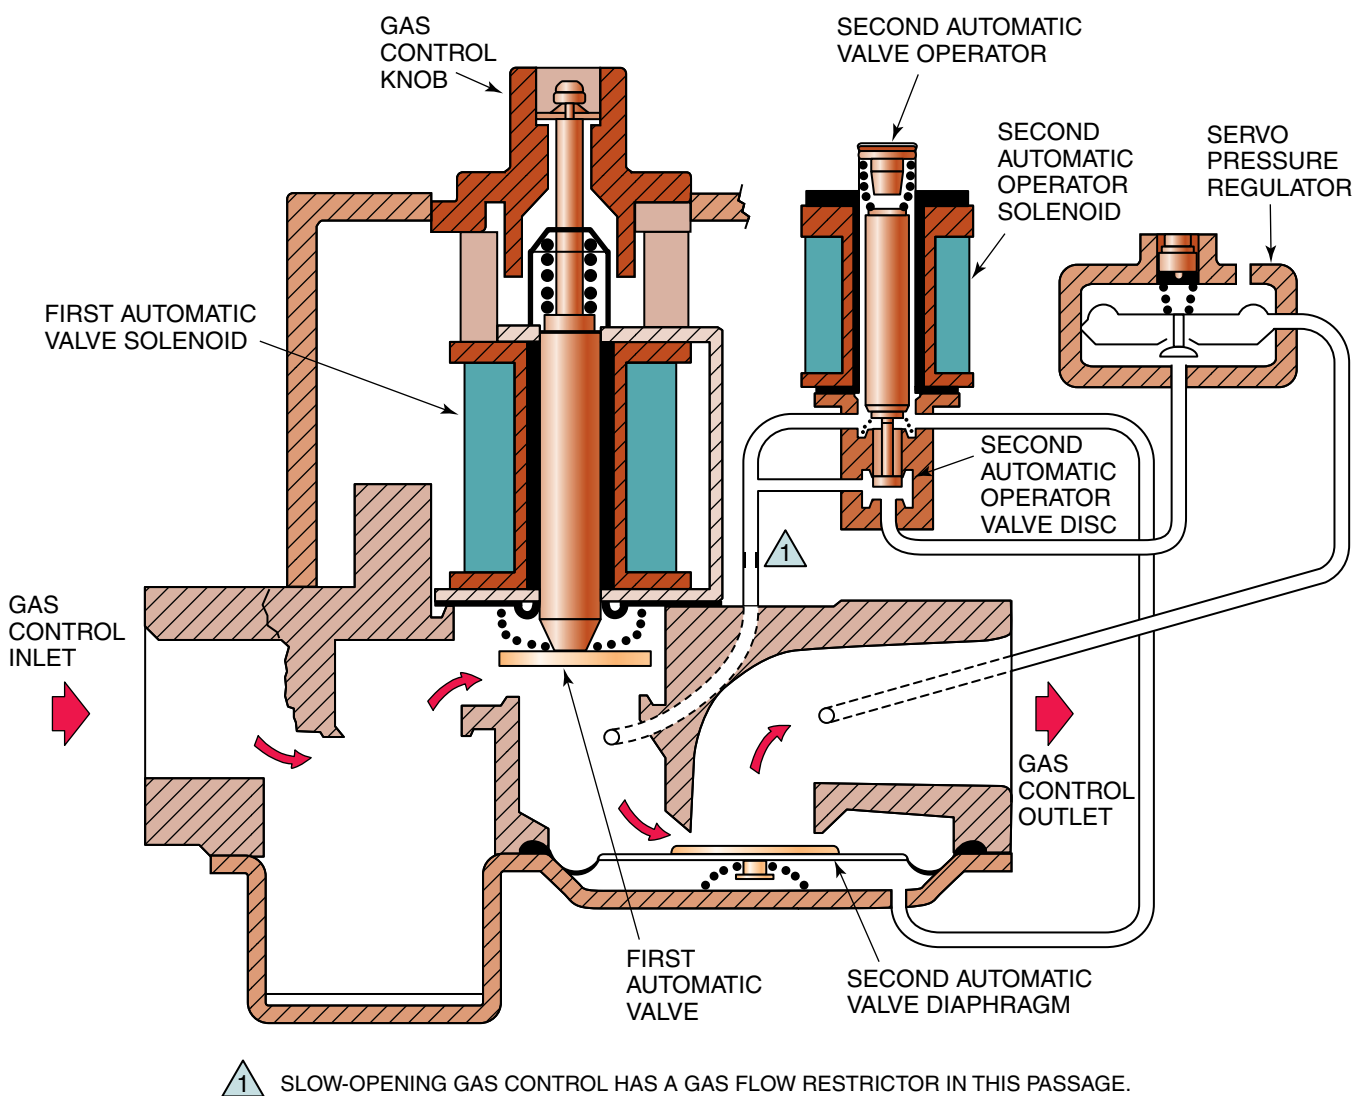 GAS
CONTROL
KNOB
SECOND AUTOMATIC
VALVE OPERATOR
SECOND
AUTOMATIC
OPERATOR
SOLENOID
SERVO
PRESSURE
REGULATOR
FIRST AUTOMATIC
VALVE SOLENOID
SECOND
AUTOMATIC
OPERATOR
VALVE DISC
1
GAS
CONTROL
INLET
GAS
CONTROL
OUTLET
FIRST
AUTOMATIC
VALVE
SECOND AUTOMATIC
VALVE DIAPHRAGM
1 SLOW-OPENING GAS CONTROL HAS A GAS FLOW RESTRICTOR IN THIS PASSAGE.